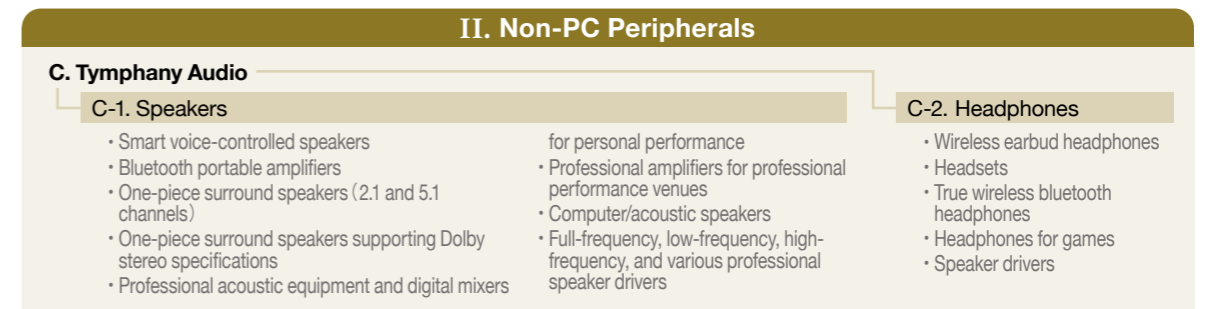 II. Non-PC Peripherals
C. Tymphany Audio
C-1. Speakers
・Smart voice-controlled speakers
・Bluetooth portable amplifiers
・One-piece surround speakers（2.1 and 5.1
channels）
・One-piece surround speakers supporting Dolby
stereo specifications
・Professional acoustic equipment and digital mixers
for personal performance
・Professional amplifiers for professional
performance venues
・Computer/acoustic speakers
・Full-frequency, low-frequency, high-
frequency, and various professional
speaker drivers
C-2. Headphones
・Wireless earbud headphones
・Headsets
・True wireless bluetooth
headphones
・Headphones for games
・Speaker drivers